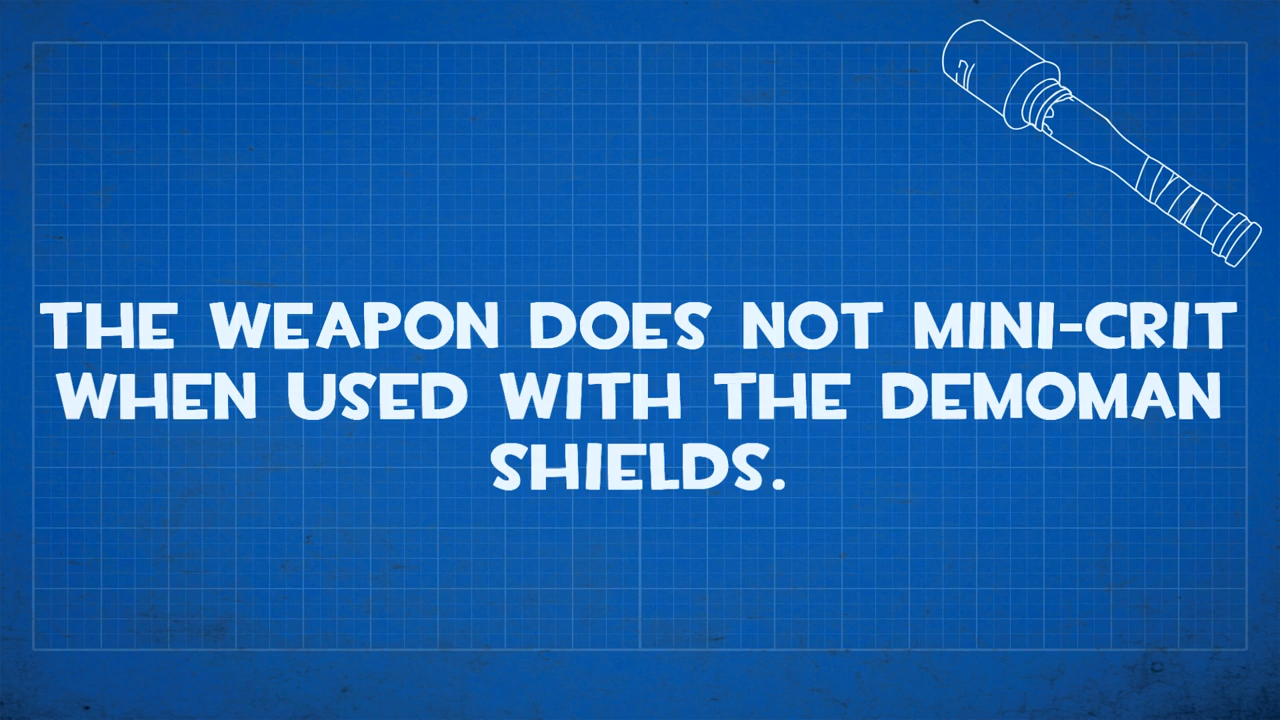 THE WEAPON DOES NOT MINI-CRIT
WHEN USED WITH THE DEMOMAN
SHIELDS.